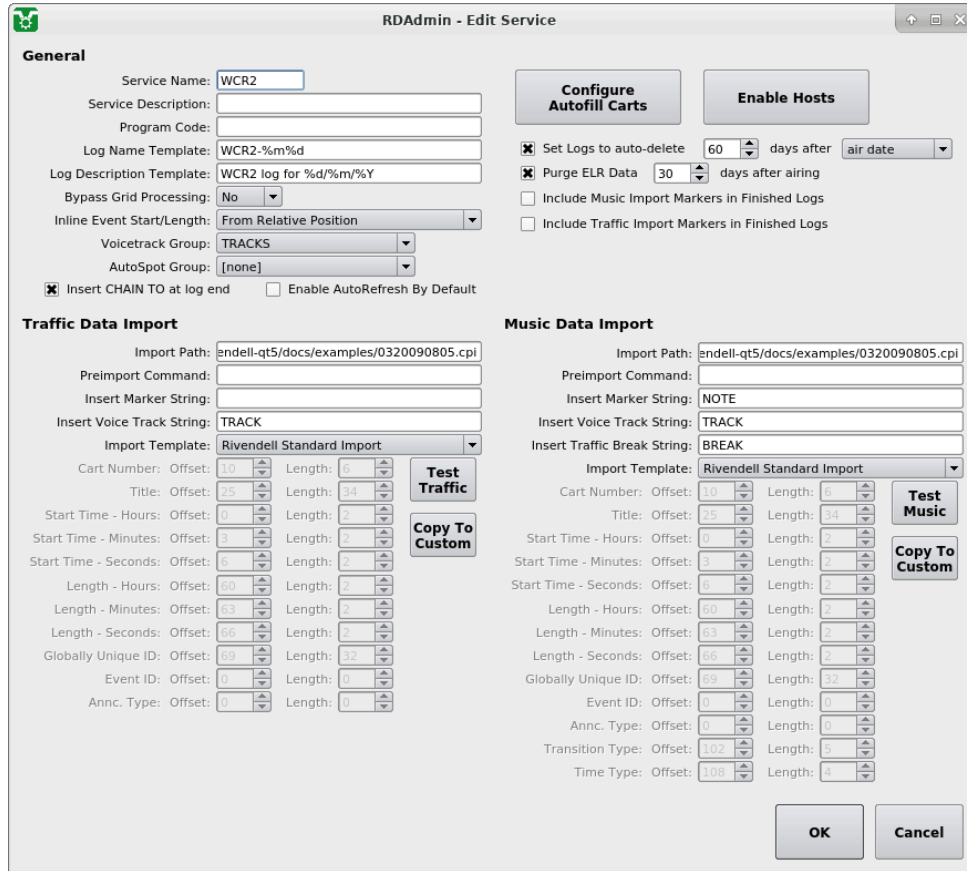 RDAdmin - Edit Service
General
Service Name: WCR2
Service Description:
Program Code:
Log Name Template: WCR2-%m%d
Log Description Template: WCR2 log for %d/%m/%Y
Bypass Grid Processing: No
Inline Event Start/Length: From Relative Position
Voicetrack Group: TRACKS
AutoSpot Group: [none]
Insert CHAIN TO at log end Enable AutoRefresh By Default
Configure
Autofill Carts
Enable Hosts
Set Logs to auto-delete 60 days after air date
Purge ELR Data 30 days after airing
Include Music Import Markers in Finished Logs
Include Traffic Import Markers in Finished Logs
Traffic Data Import
Import Path: endell-qt5/docs/examples/0320090805.cpi
Preimport Command:
Insert Marker String:
Insert Voice Track String: TRACK
Import Template: Rivendell Standard Import
Cart Number: Offset: 10 Length: 6
Title: Offset: 25 Length: 34
Start Time - Hours: Offset: 0 Length: 2
Start Time - Minutes: Offset: 3 Length: 2
Start Time - Seconds: Offset: 6 Length: 2
Length - Hours: Offset: 60 Length: 2
Length - Minutes: Offset: 63 Length: 2
Length - Seconds: Offset: 66 Length: 2
Globally Unique ID: Offset: 69 Length: 32
Event ID: Offset: 0 Length: 0
Annc. Type: Offset: 0 Length: 0
Test
Traffic
Copy To
Custom
Music Data Import
Import Path: endell-qt5/docs/examples/0320090805.cpi
Preimport Command:
Insert Marker String: NOTE
Insert Voice Track String: TRACK
Insert Traffic Break String: BREAK
Import Template: Rivendell Standard Import
Cart Number: Offset: 10 Length: 6
Title: Offset: 25 Length: 34
Start Time - Hours: Offset: 0 Length: 2
Start Time - Minutes: Offset: 3 Length: 2
Start Time - Seconds: Offset: 6 Length: 2
Length - Hours: Offset: 60 Length: 2
Length - Minutes: Offset: 63 Length: 2
Length - Seconds: Offset: 66 Length: 2
Globally Unique ID: Offset: 69 Length: 32
Event ID: Offset: 0 Length: 0
Annc. Type: Offset: 0 Length: 0
Transition Type: Offset: 102 Length: 5
Time Type: Offset: 108 Length: 4
Test
Music
Copy To
Custom
OK
Cancel